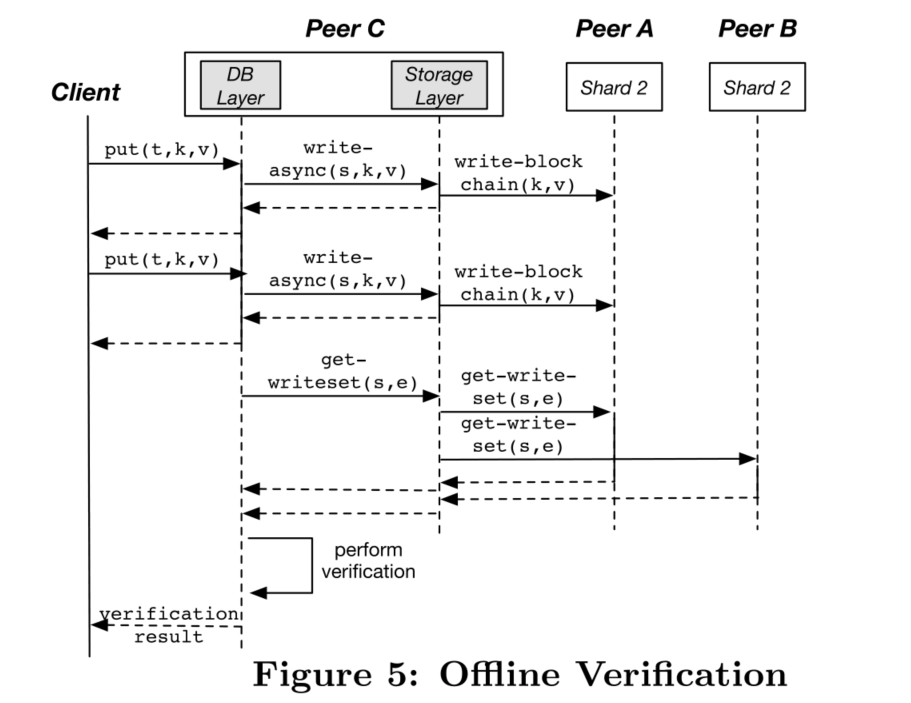 Peer C
Peer A
Peer B
DB
Layer
Storage
Layer
Shard 2
Shard 2
Client
put(t,k,v)
write-
async(s,k,v)
write-block
chain(k,v)
put(t,k,v)
write-
async(s,k,v)
write-block
chain(k,v)
get-
writeset(s,e)
get-write-
set(s,e)
get-write-
set(s,e)
perform
verification
verification
result
Figure 5: Offline Verification